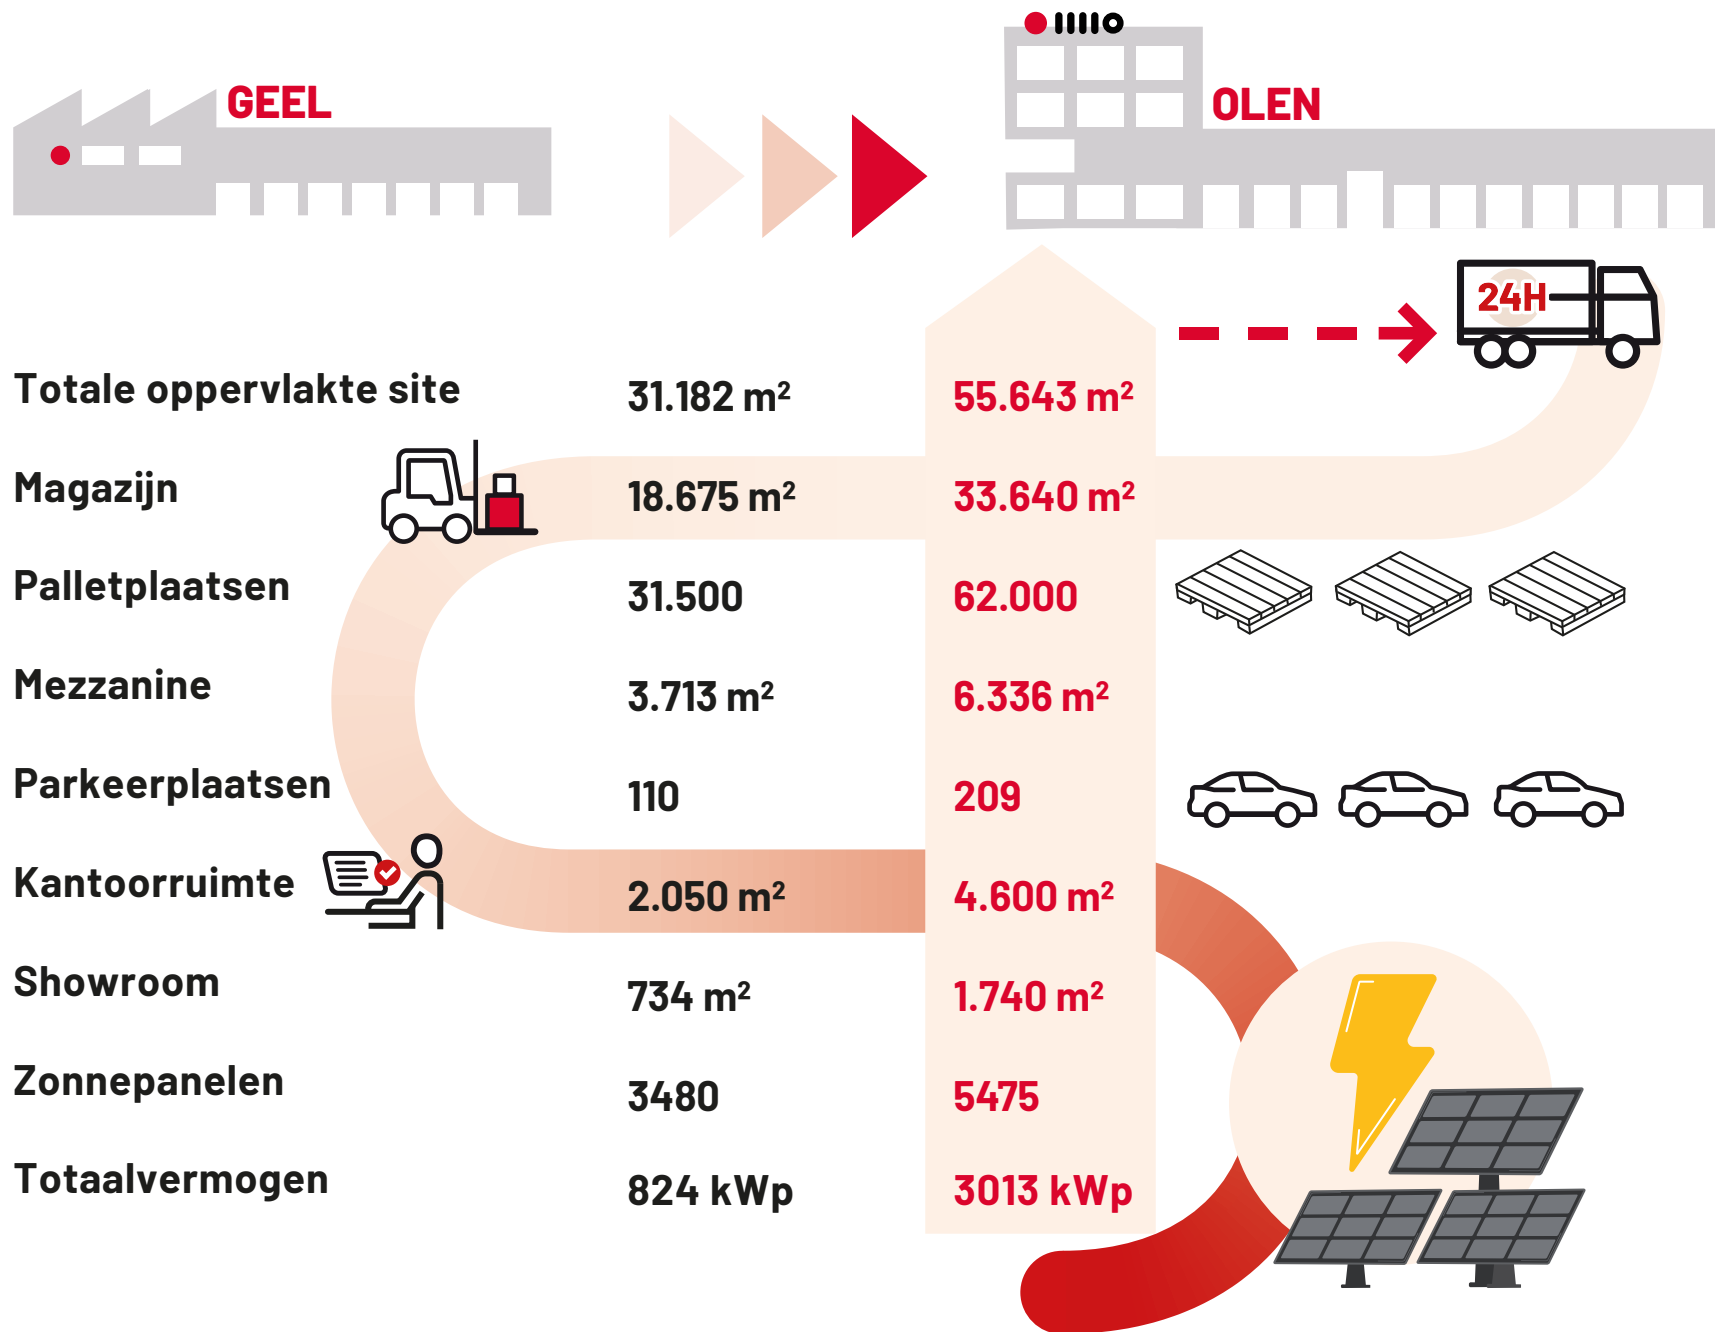 GEEL
OLEN
24H
Totale oppervlakte site 31.182 m² 55.643 m²
Magazijn 18.675 m² 33.640 m²
Palletplaatsen 31.500 62.000
Mezzanine 3.713 m² 6.336 m²
Parkeerplaatsen 110 209
Kantoorruimte 2.050 m² 4.600 m²
Showroom 734 m² 1.740 m²
Zonnepanelen 3480 5475
Totaalvermogen 824 kWp 3013 kWp